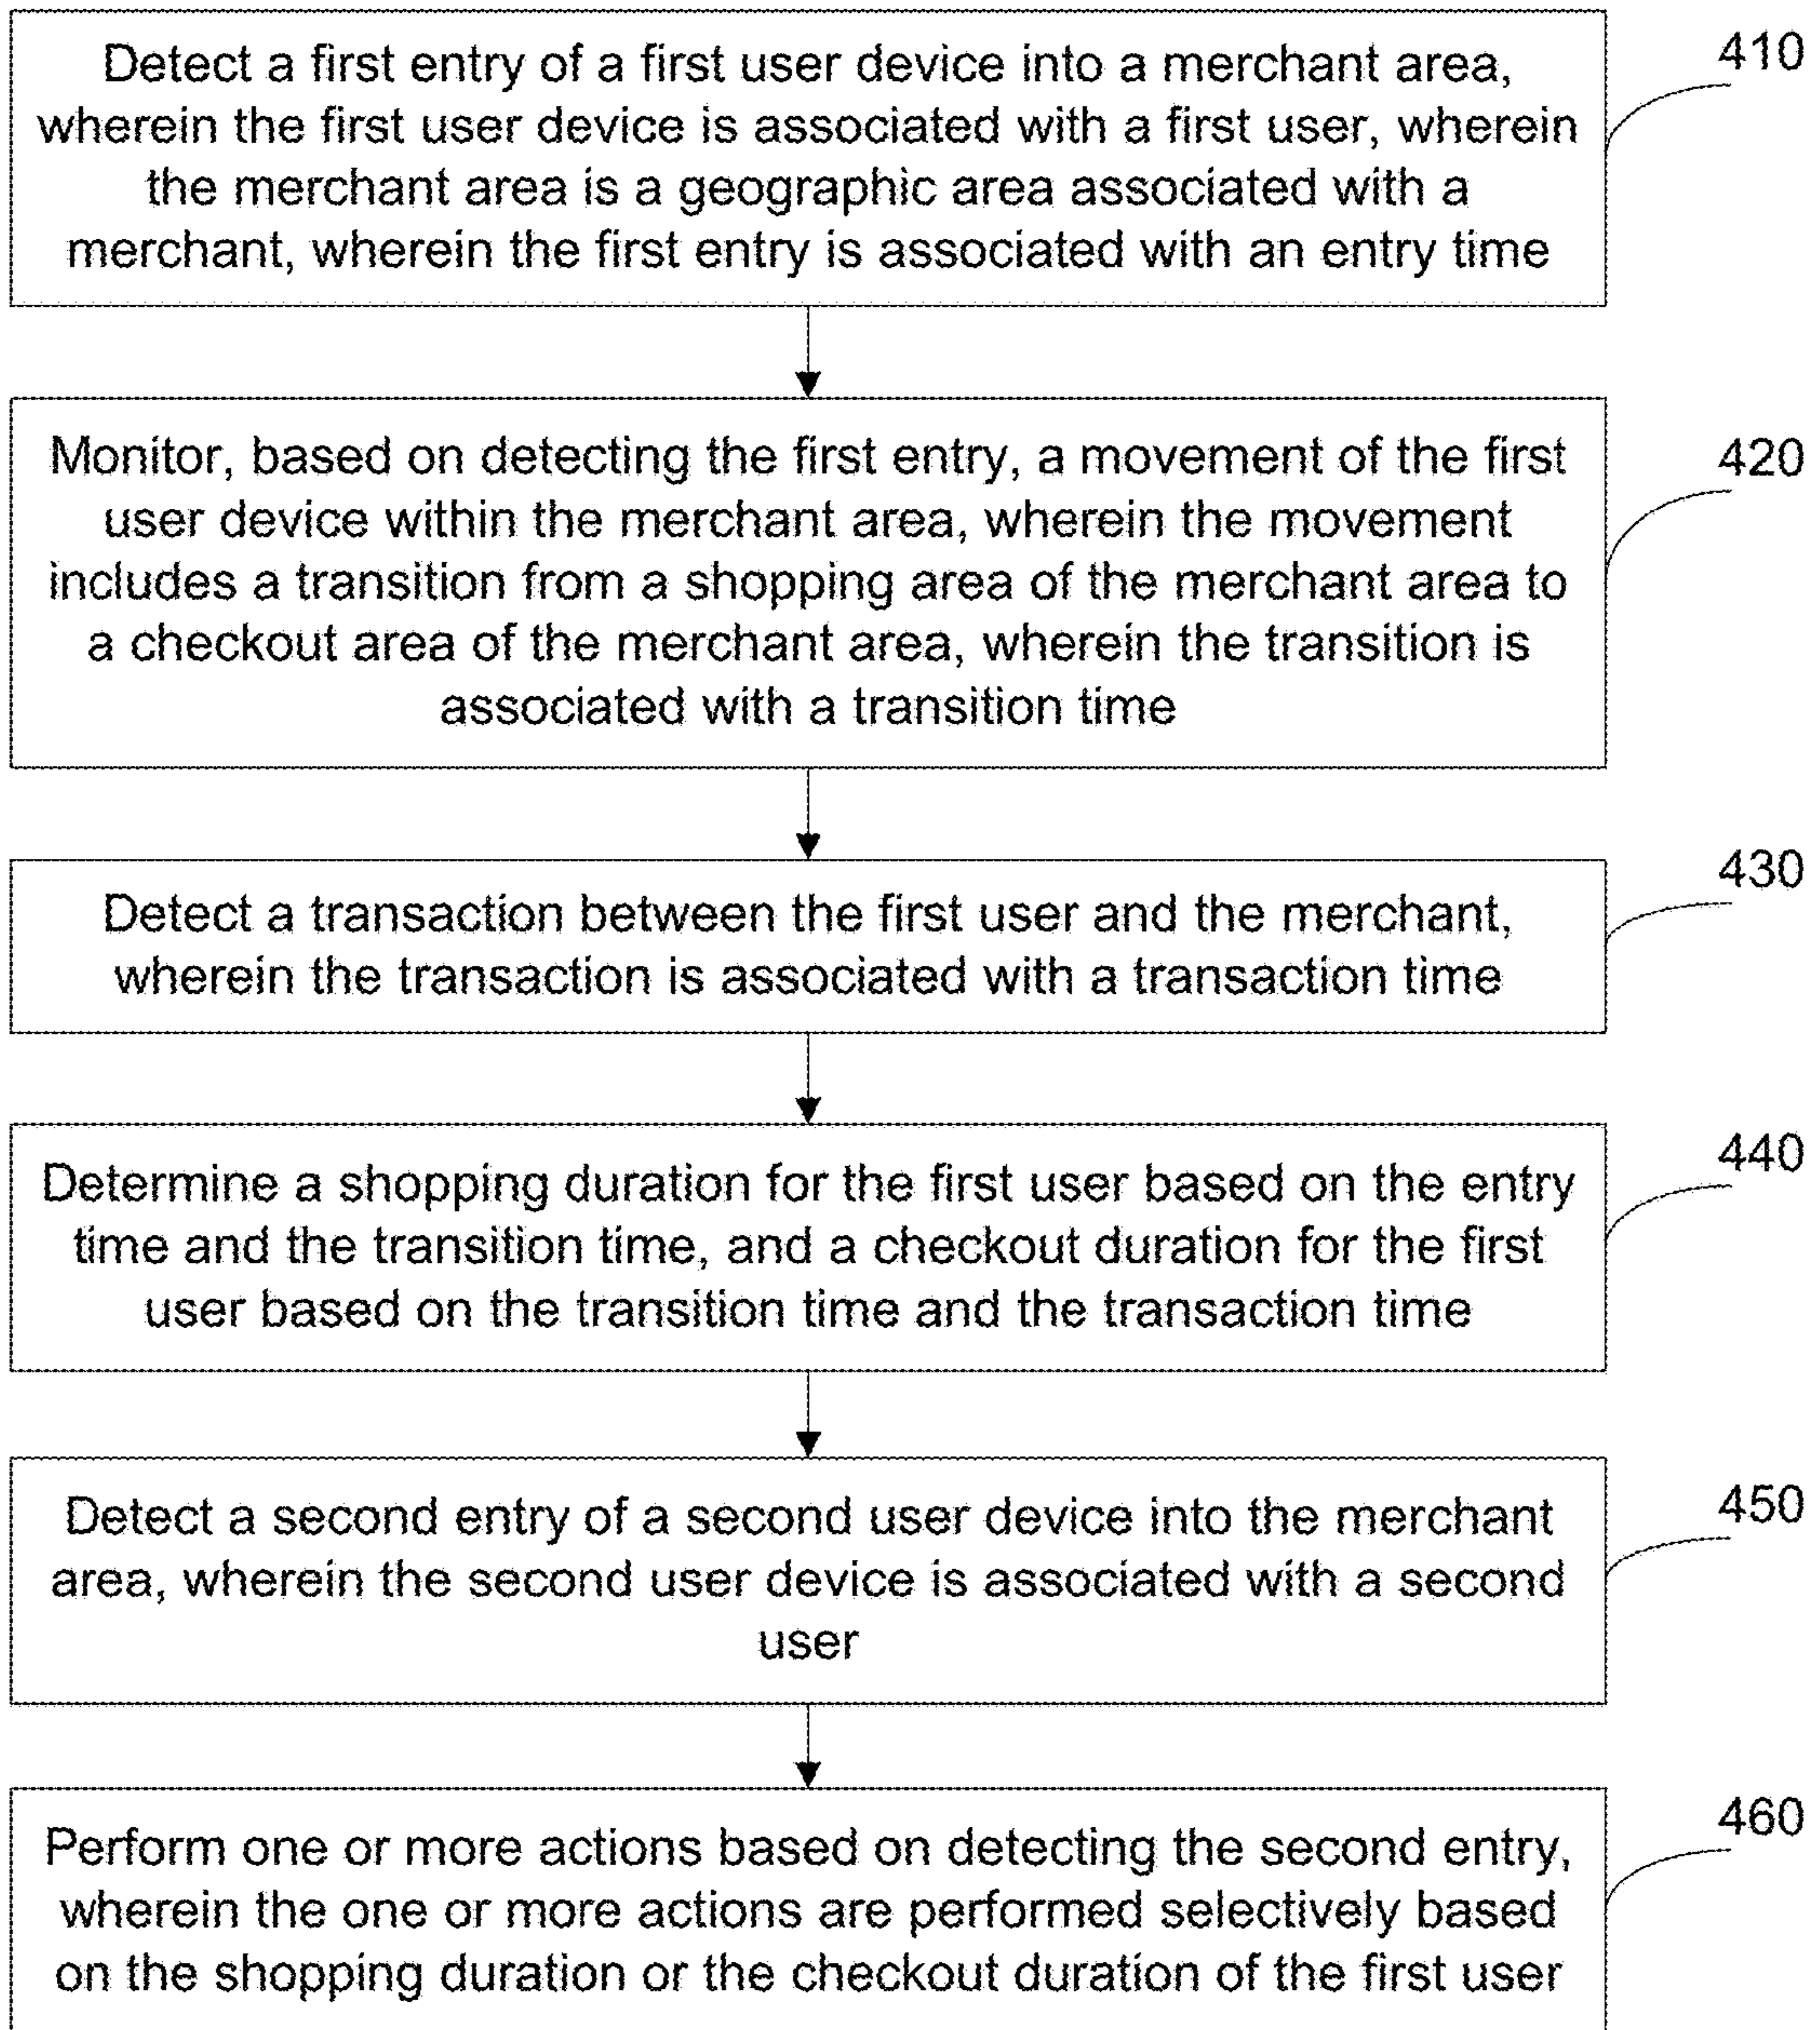 Detect a first entry of a first user device into a merchant area,
wherein the first user device is associated with a first user, wherein
the merchant area is a geographic area associated with a
merchant, wherein the first entry is associated with an entry time
410
Monitor, based on detecting the first entry, a movement of the first
user device within the merchant area, wherein the movement
includes a transition from a shopping area of the merchant area to
a checkout area of the merchant area, wherein the transition is
associated with a transition time
420
Detect a transaction between the first user and the merchant,
wherein the transaction is associated with a transaction time
430
Determine a shopping duration for the first user based on the entry
time and the transition time, and a checkout duration for the first
user based on the transition time and the transaction time
440
Detect a second entry of a second user device into the merchant
area, wherein the second user device is associated with a second
user
450
Perform one or more actions based on detecting the second entry,
wherein the one or more actions are performed selectively based
on the shopping duration or the checkout duration of the first user
460